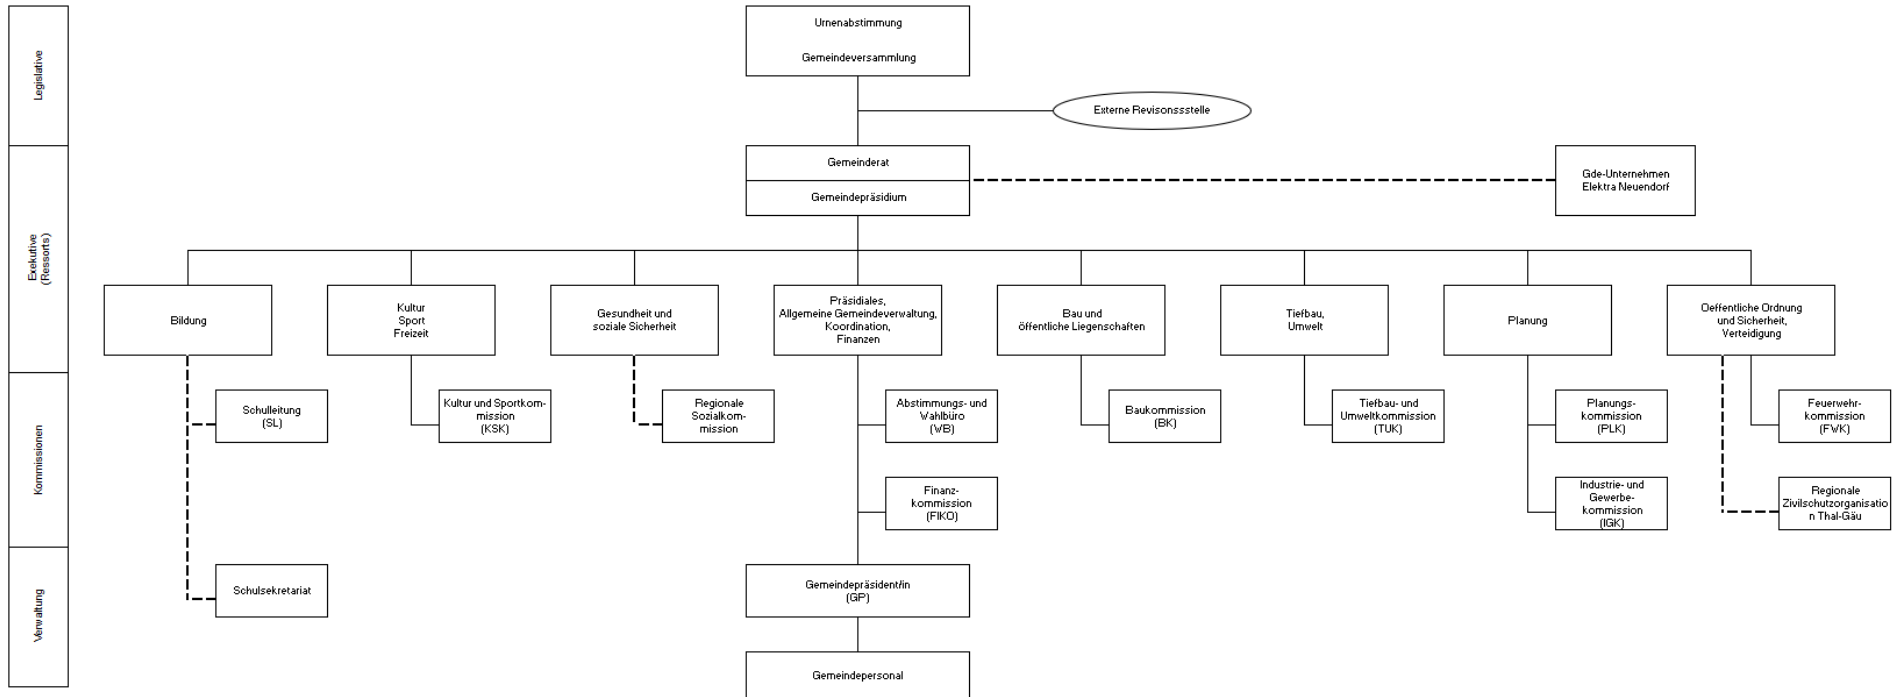 Legislative
Urnenabstimmung
Gemeindeversammlung
Externe Revisonssstelle
Exekutive
(Ressorts)
Gemeinderat
Gemeindepräsidium
Gde-Unternehmen
Elektra Neuendorf
Bildung
Kultur
Sport
Freizeit
Gesundheit und
soziale Sicherheit
Präsidiales,
Allgemeine Gemeindeverwaltung,
Koordination,
Finanzen
Bau und
öffentliche Liegenschaften
Tiefbau,
Umwelt
Planung
Oeffentliche Ordnung
und Sicherheit,
Verteidigung
Kommissionen
Schulleitung
(SL)
Kultur und Sportkom-
mission
(KSK)
Regionale
Sozialkom-
mission
Abstimmungs- und
Wahlbüro
(WB)
Baukommission
(BK)
Tiefbau- und
Umweltkommission
(TUK)
Planungs-
kommission
(PLK)
Feuerwehr-
kommission
(FWK)
Finanz-
kommission
(FIKO)
Industrie- und
Gewerbe-
kommission
(IGK)
Regionale
Zivilschutzorganisatio
n Thal-Gäu
Verwaltung
Schulsekretariat
Gemeindepräsident/in
(GP)
Gemeindepersonal